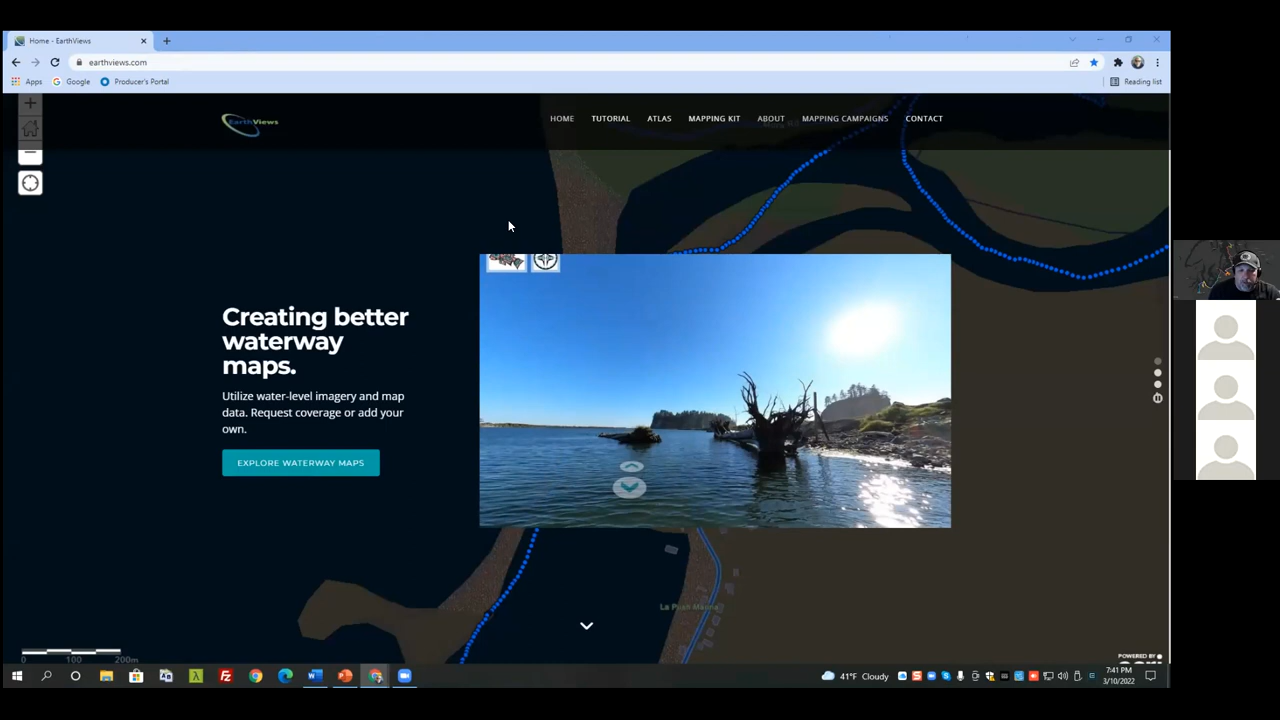 Home - EarthViews
earthviews.com
Apps Google Producer's Portal Reading list
EarthViews HOME TUTORIAL ATLAS MAPPING KIT ABOUT MAPPING CAMPAIGNS CONTACT
Creating better
waterway
maps.
Utilize water-level imagery and map
data. Request coverage or add your
own.
EXPLORE WATERWAY MAPS
La Push Marina
0 100 200m
POWERED BY
esri
41°F Cloudy
7:41 PM
3/10/2022